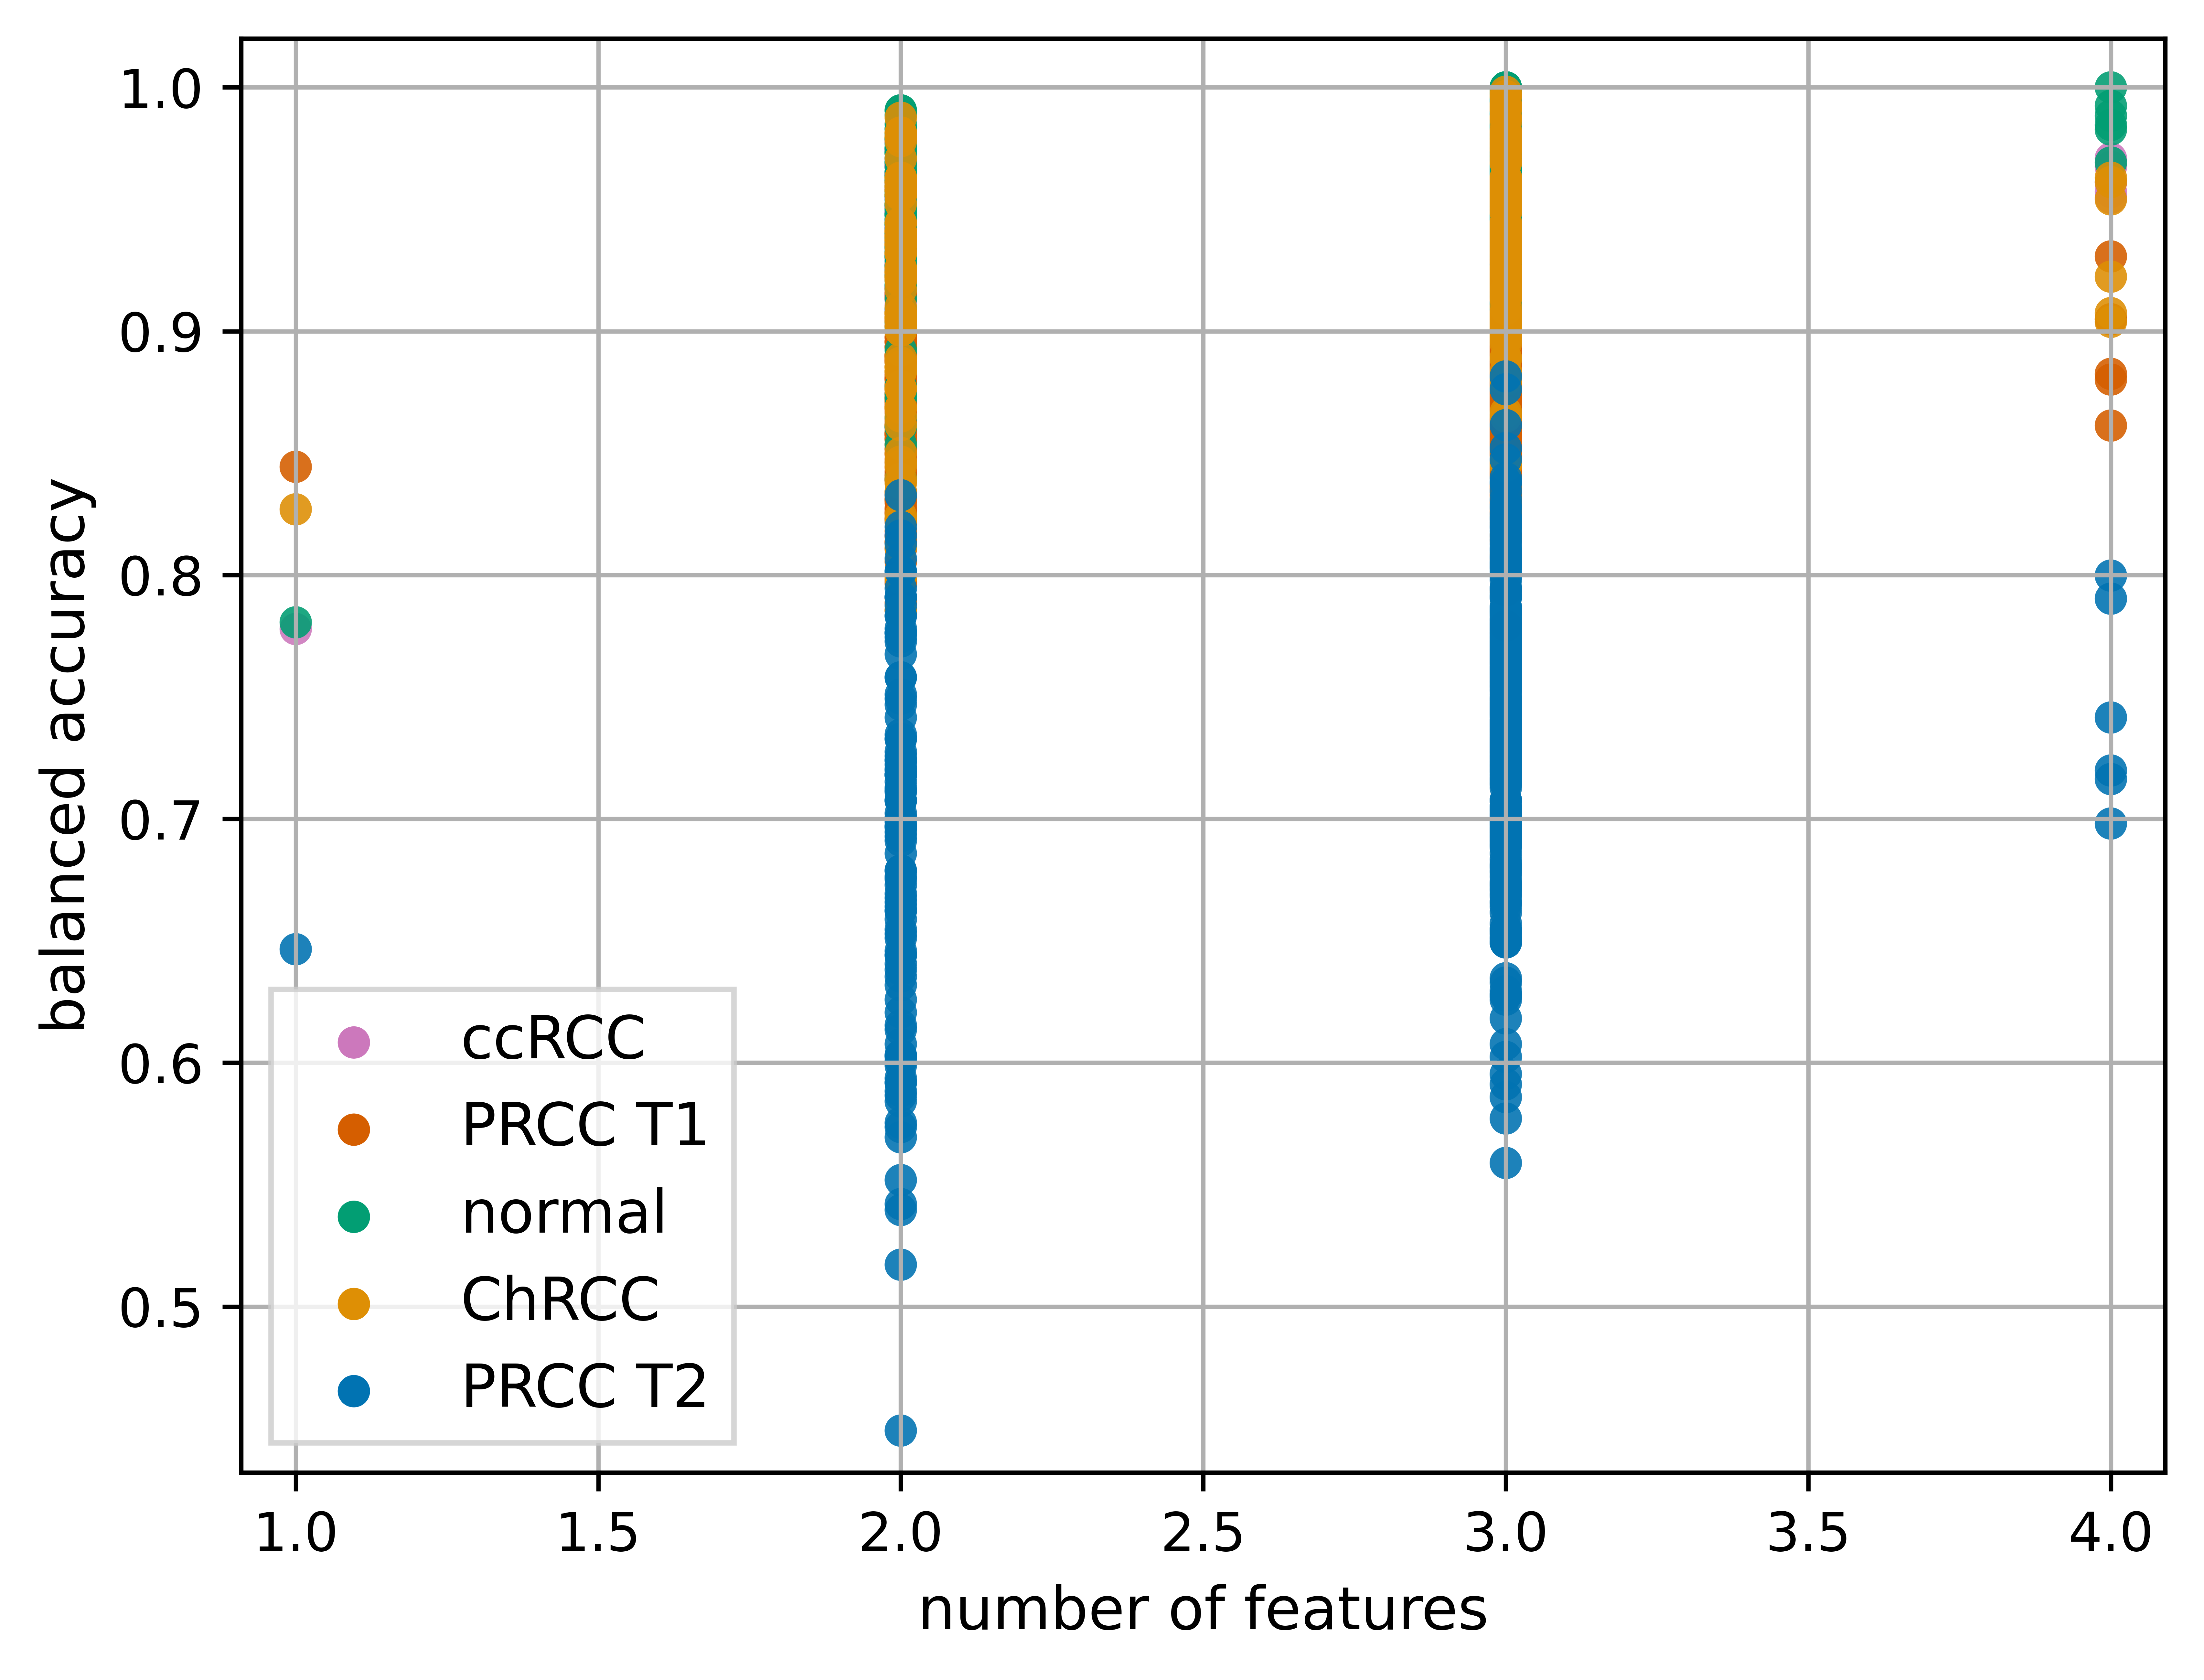 1.0
0.9
0.8
0.7
0.6
0.5
balanced accuracy
ccRCC
PRCC T1
normal
ChRCC
PRCC T2
1.0 1.5 2.0 2.5 3.0 3.5 4.0
number of features